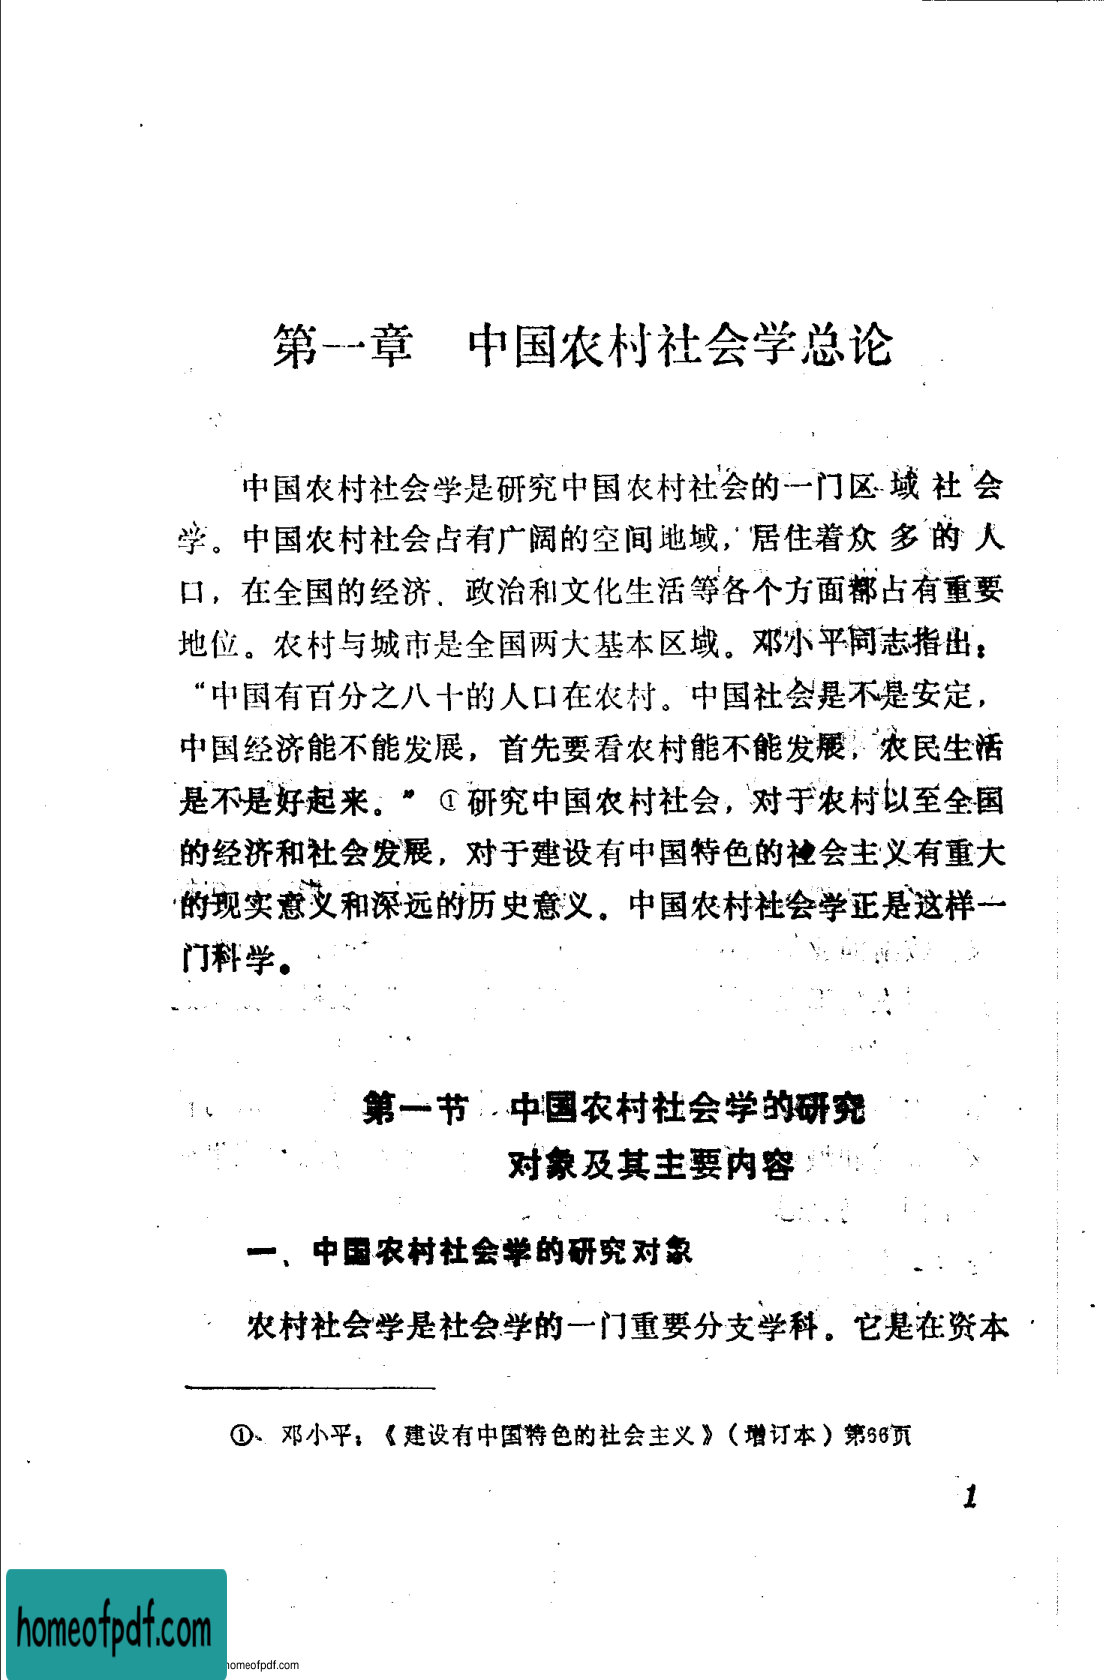 第一章　中国农村社会学总论
中国农村社会学是研究中国农村社会的一门区域社会
学。中国农村社会占有广阔的空间地域，居住着众多的人
口，在全国的经济、政治和文化生活等各个方面都占有重要
地位。农村与城市是全国两大基本区域。邓小平同志指出：
“中国有百分之八十的人口在农村。中国社会是不是安定，
中国经济能不能发展，首先要看农村能不能发展，农民生活
是不是好起来。”①研究中国农村社会，对于农村以至全国
的经济和社会发展，对于建设有中国特色的社会主义有重大
的现实意义和深远的历史意义。中国农村社会学正是这样一
门科学。
第一节　中国农村社会学的研究
对象及其主要内容
一、中国农村社会学的研究对象
农村社会学是社会学的一门重要分支学科。它是在资本
① 邓小平：《建设有中国特色的社会主义》（增订本）第66页
1
homeofpdf.com
homeofpdf.com